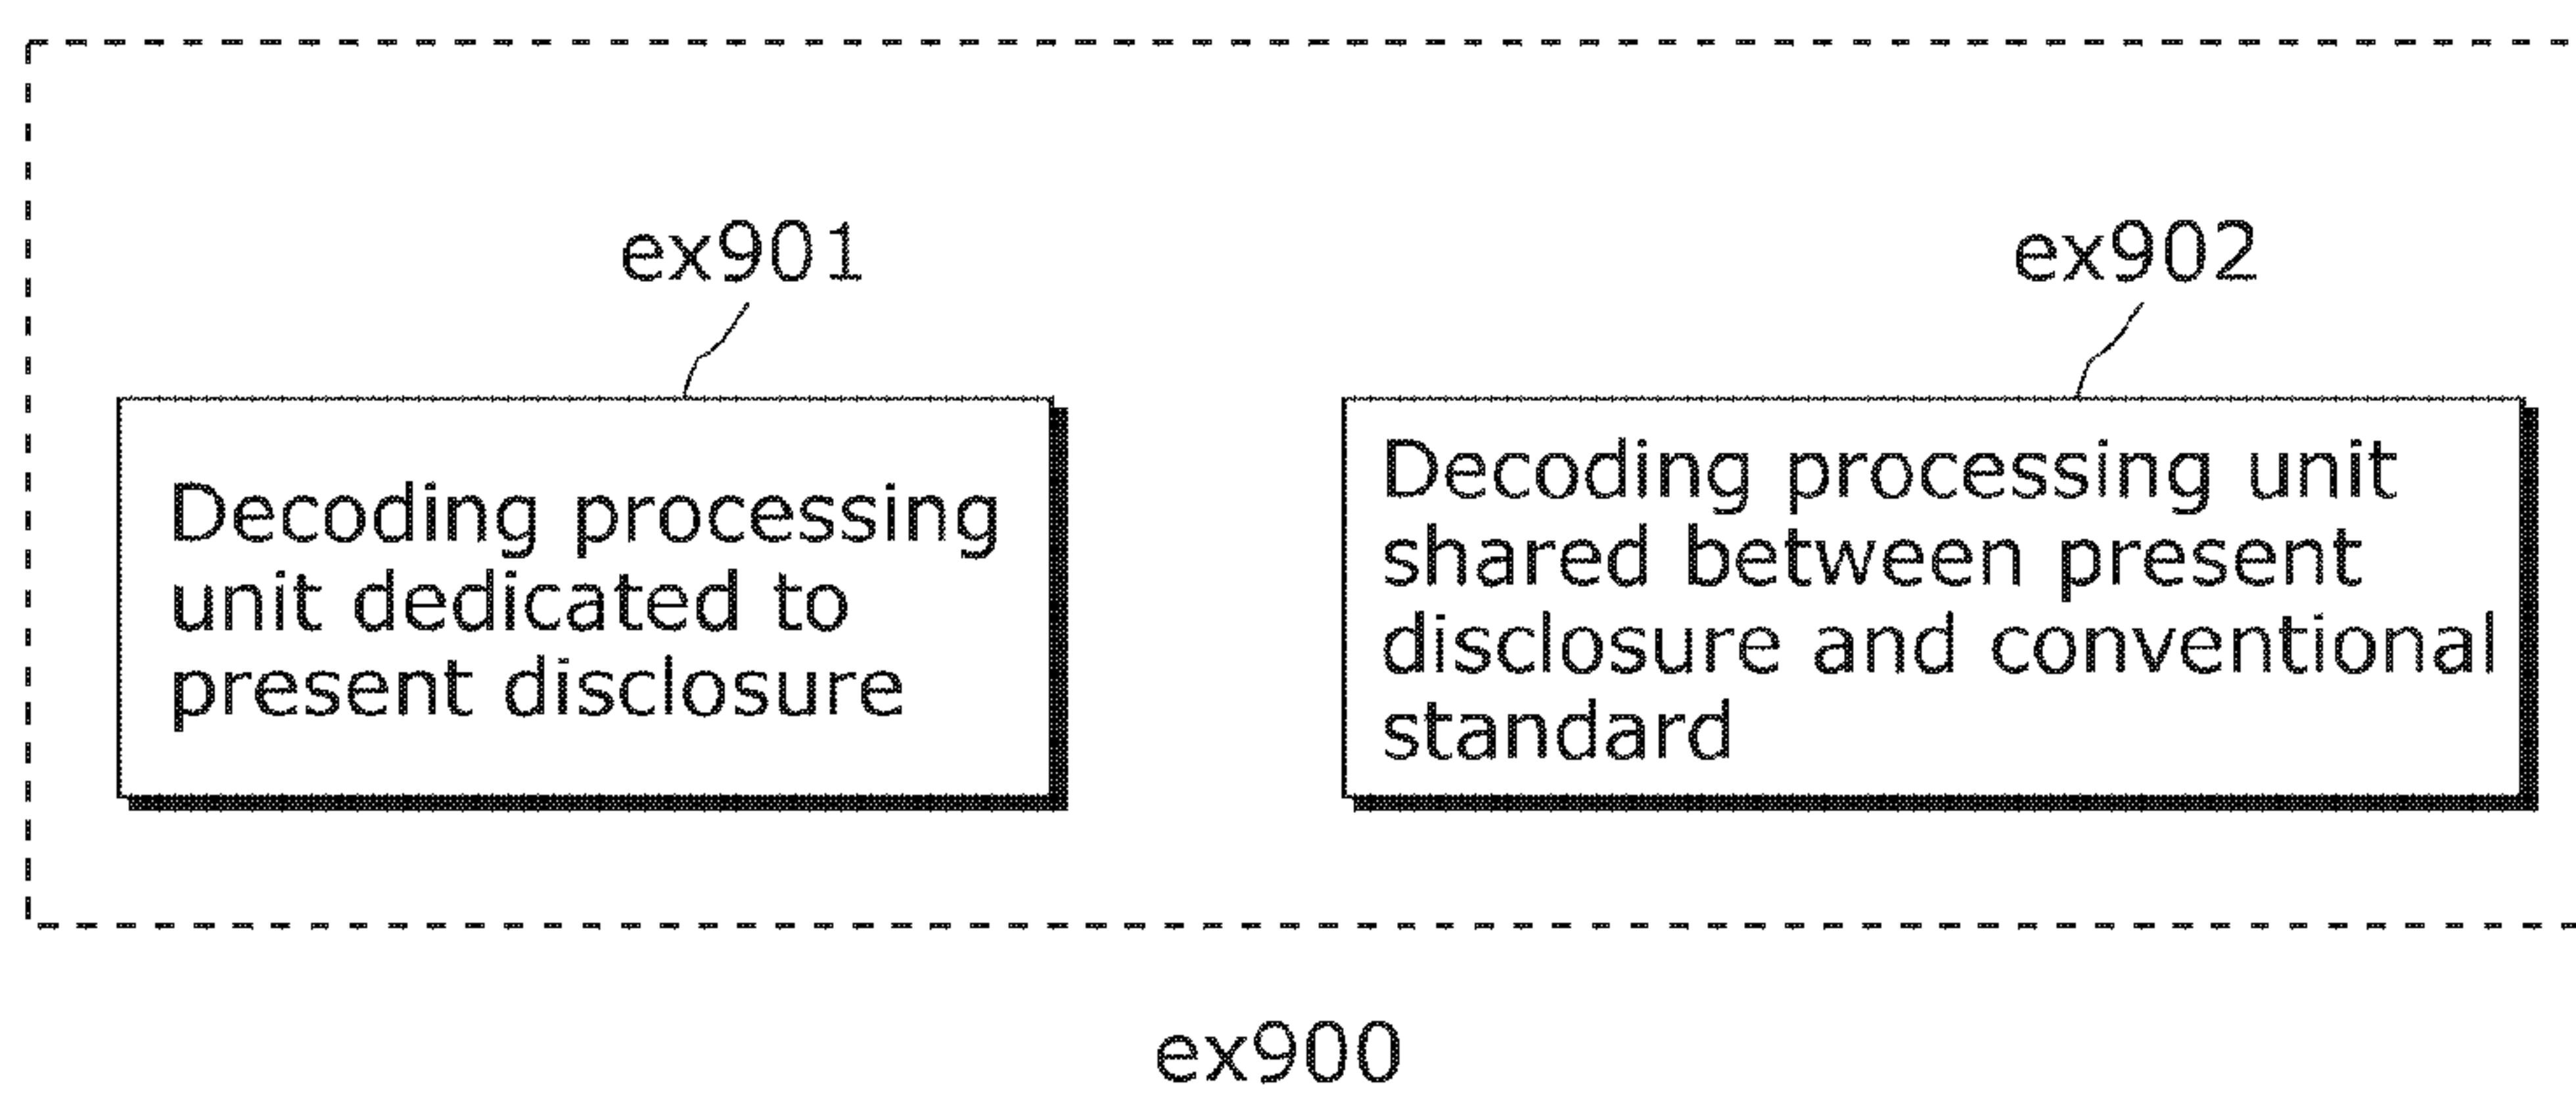 ex901
Decoding processing
unit dedicated to
present disclosure
ex902
Decoding processing unit
shared between present
disclosure and conventional
standard
ex900